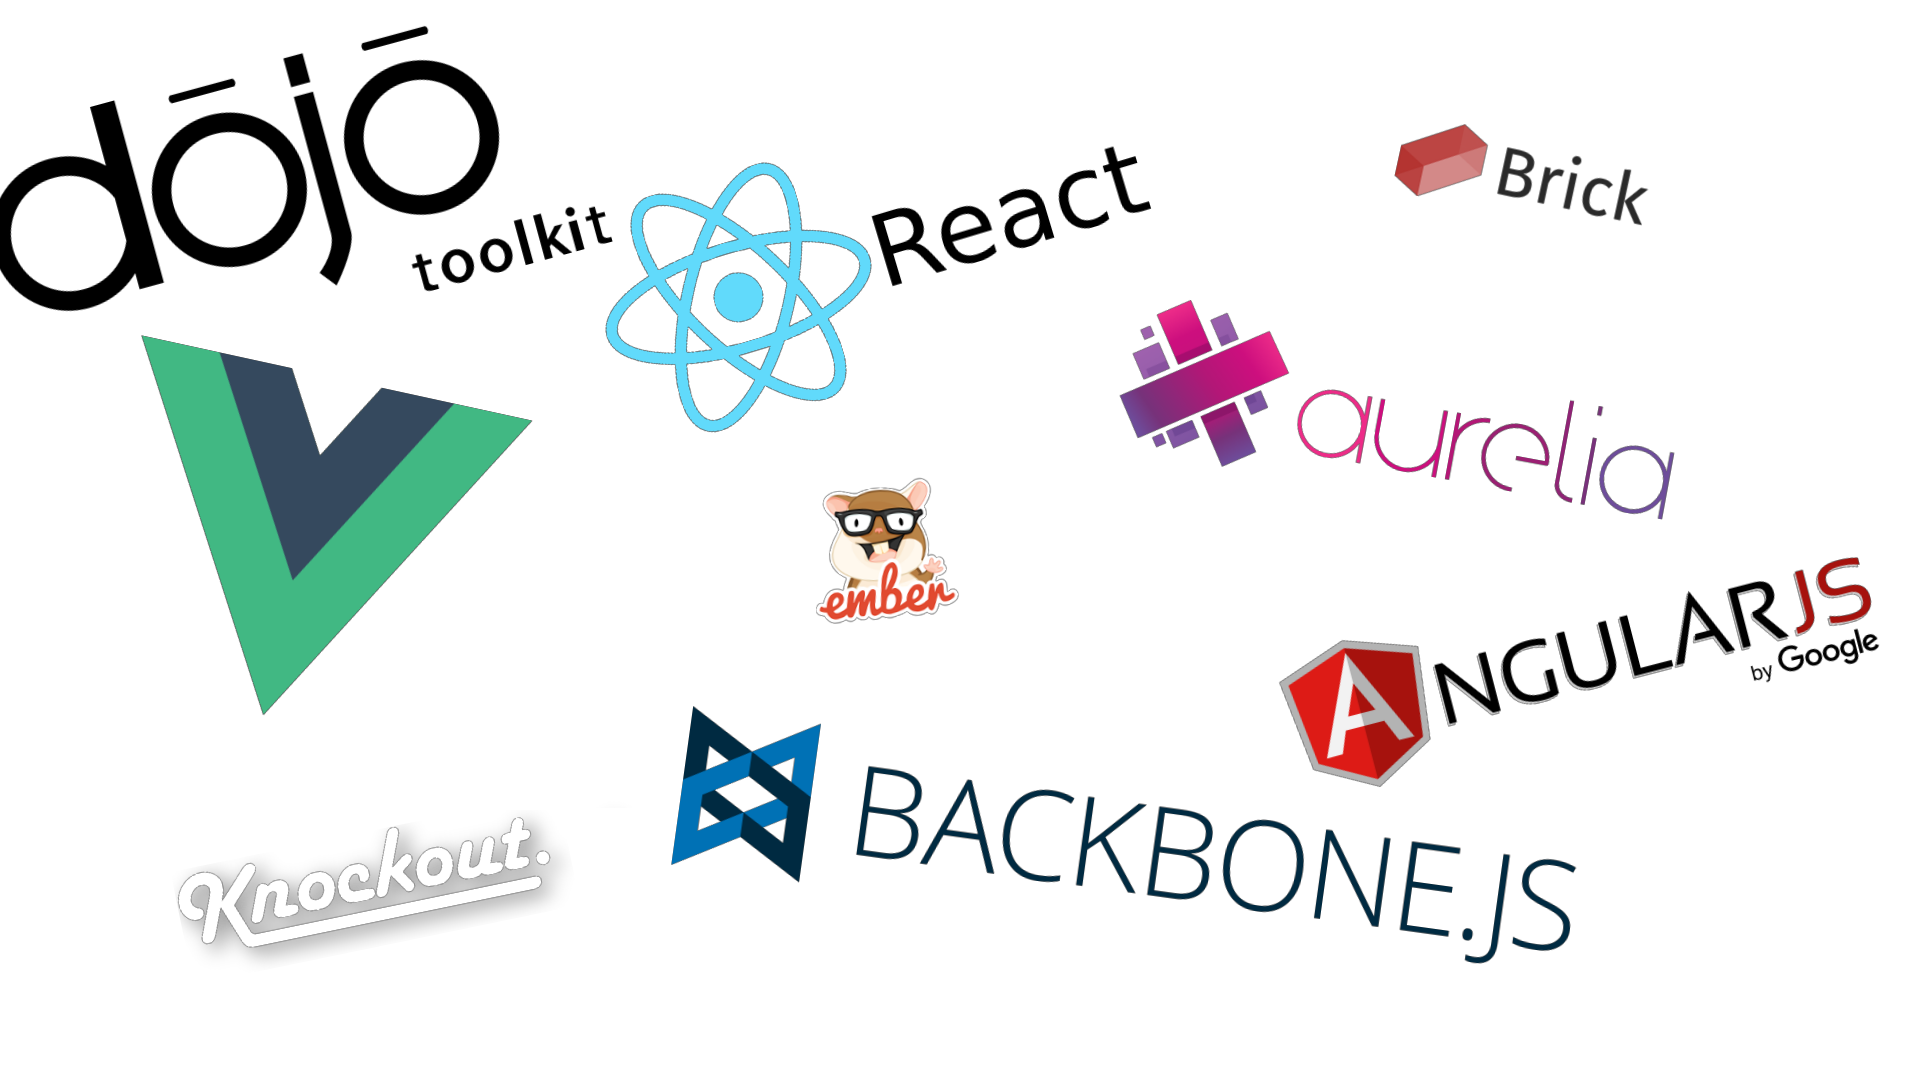 dōjō
toolkit
React
Brick
aurelia
ember
ANGULARJS
by Google
BACKBONE.JS
Knockout.